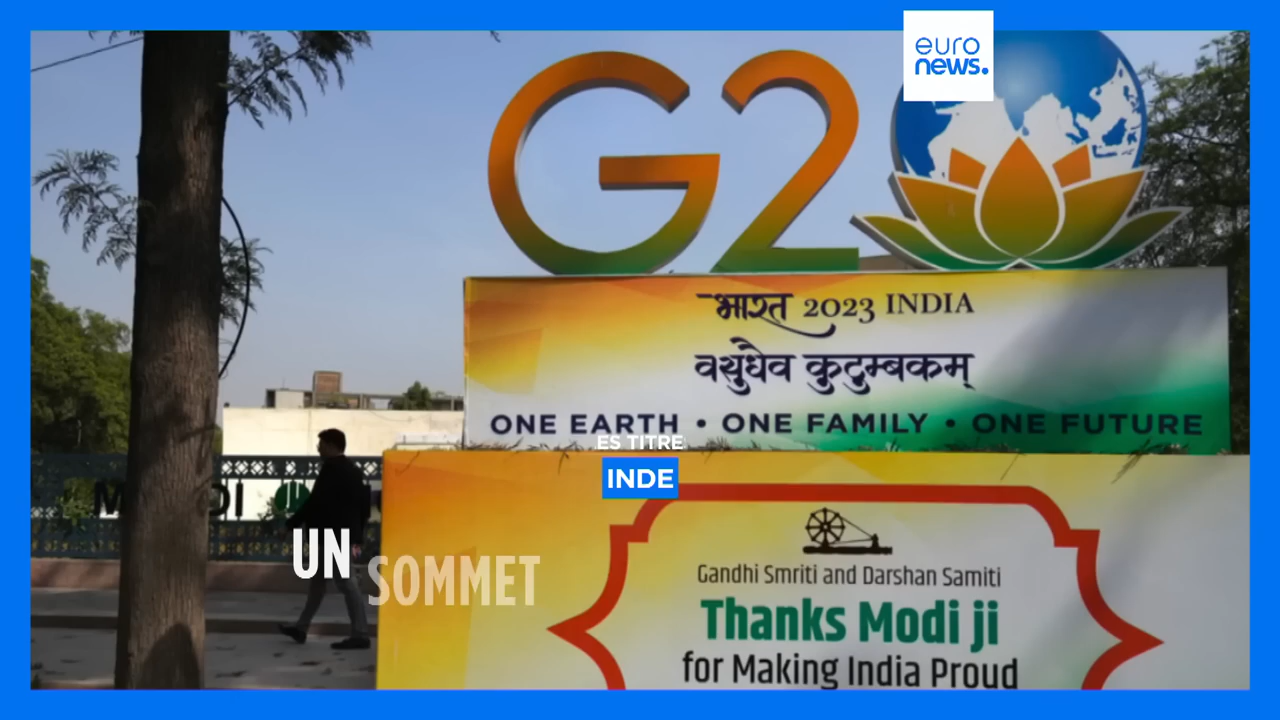 euro
news.
G20
भारत 2023 INDIA
वसुधैव कुटुम्बकम्
ONE EARTH • ONE FAMILY • ONE FUTURE
ES TITRE
INDE
UN SOMMET
Gandhi Smriti and Darshan Samiti
Thanks Modi ji
for Making India Proud